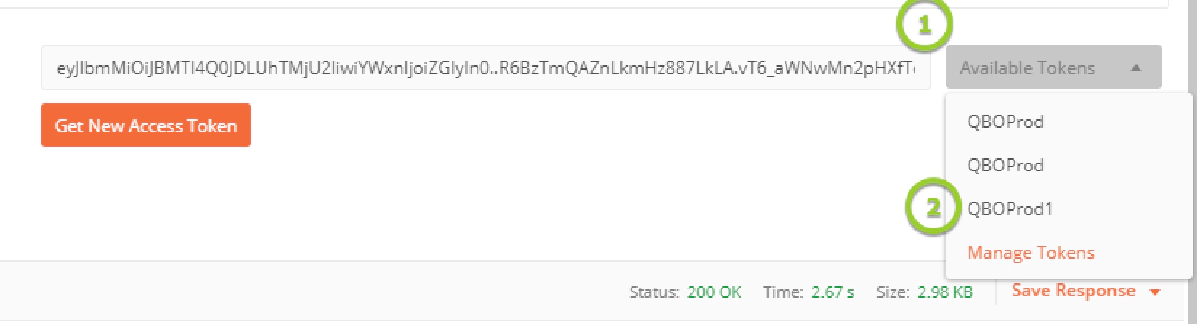 1
eyJlbmMiOiJBMTI4Q0JDLUhTMjU2IiwiYWxnIjoiZGlyIn0..R6BzTmQAZnLkmHz887LkLA.vT6_aWNwMn2pHXfT
Available Tokens
Get New Access Token
QBOProd
QBOProd
2
QBOProd1
Manage Tokens
Status: 200 OK Time: 2.67 s Size: 2.98 KB Save Response